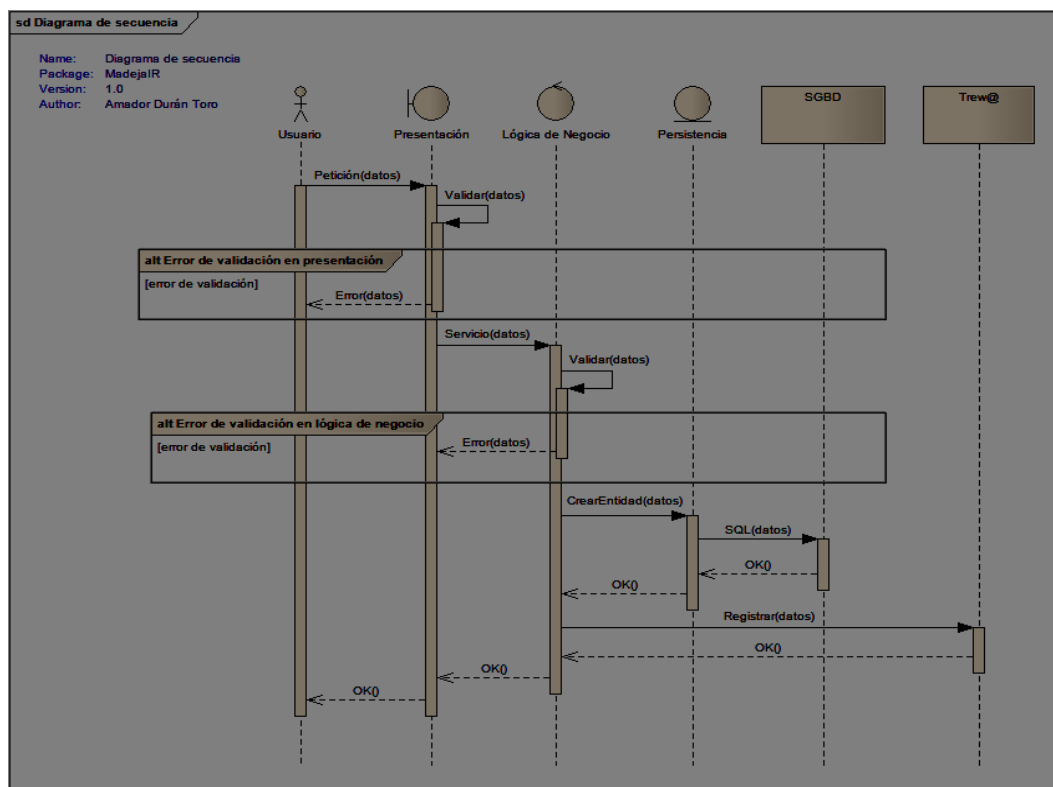 sd Diagrama de secuencia
Name: Diagrama de secuencia
Package: MadejaIR
Version: 1.0
Author: Amador Durán Toro
Usuario
Presentación
Lógica de Negocio
Persistencia
SGBD
Trew@
Petición(datos)
Validar(datos)
alt Error de validación en presentación
[error de validación]
Error(datos)
Servicio(datos)
Validar(datos)
alt Error de validación en lógica de negocio
[error de validación]
Error(datos)
CrearEntidad(datos)
SQL(datos)
OK()
OK()
Registrar(datos)
OK()
OK()
OK()